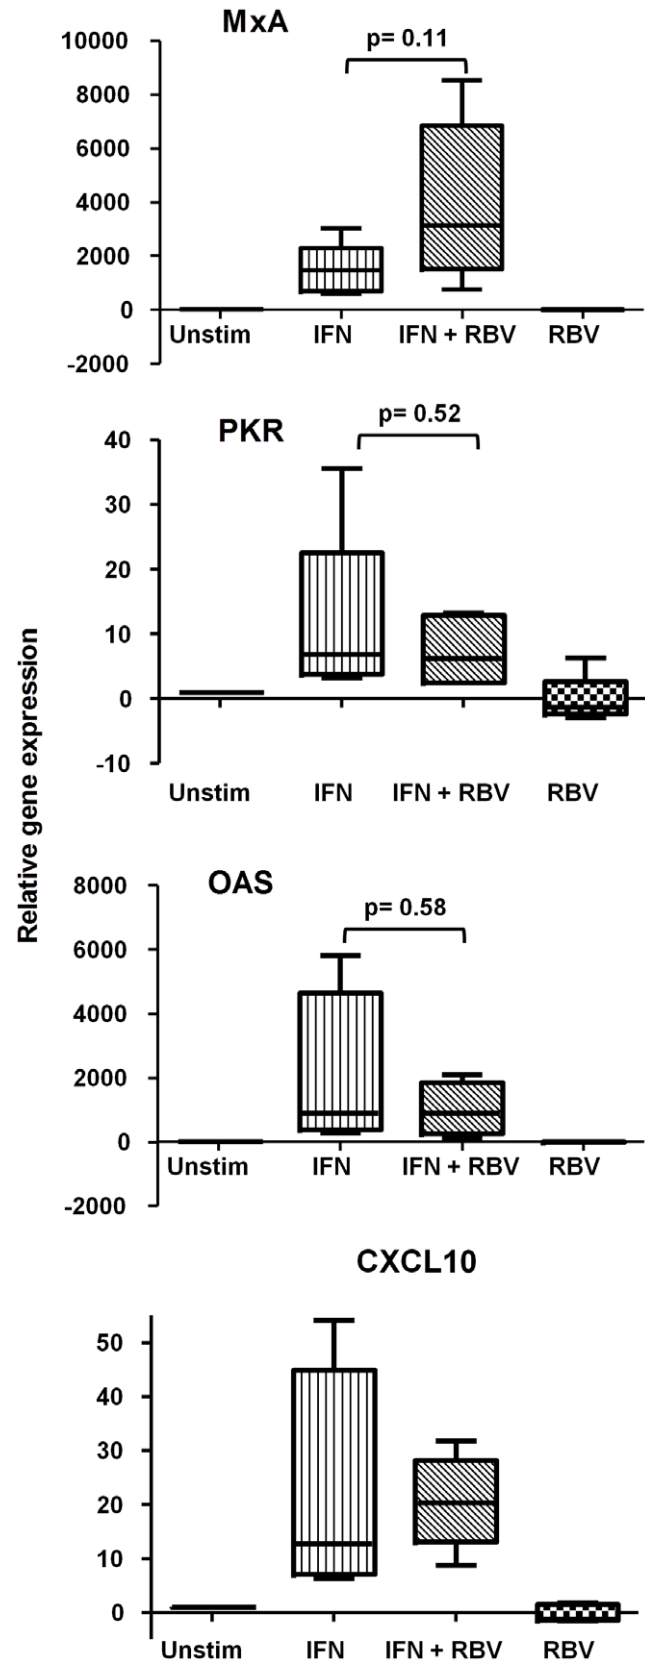 MxA
p= 0.11
10000
8000
6000
4000
2000
0
-2000
Unstim IFN IFN + RBV RBV
PKR
p= 0.52
40
30
20
10
0
-10
Unstim IFN IFN + RBV RBV
Relative gene expression
OAS
p= 0.58
8000
6000
4000
2000
0
-2000
Unstim IFN IFN + RBV RBV
CXCL10
50
40
30
20
10
0
Unstim IFN IFN + RBV RBV